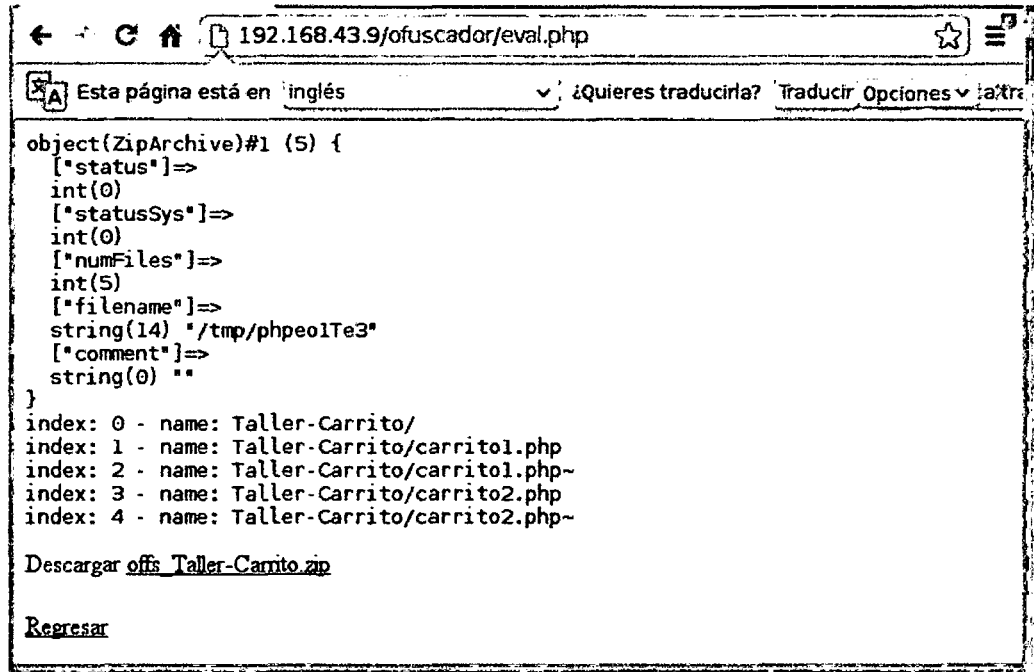 192.168.43.9/ofuscador/eval.php
Esta página está en inglés ¿Quieres traducirla? Traducir Opciones
object(ZipArchive)#1 (5) {
["status"]=>
int(0)
["statusSys"]=>
int(0)
["numFiles"]=>
int(5)
["filename"]=>
string(14) "/tmp/phpeo1Te3"
["comment"]=>
string(0) ""
}
index: 0 - name: Taller-Carrito/
index: 1 - name: Taller-Carrito/carrito1.php
index: 2 - name: Taller-Carrito/carrito1.php~
index: 3 - name: Taller-Carrito/carrito2.php
index: 4 - name: Taller-Carrito/carrito2.php~
Descargar offs_Taller-Carrito.zip
Regresar